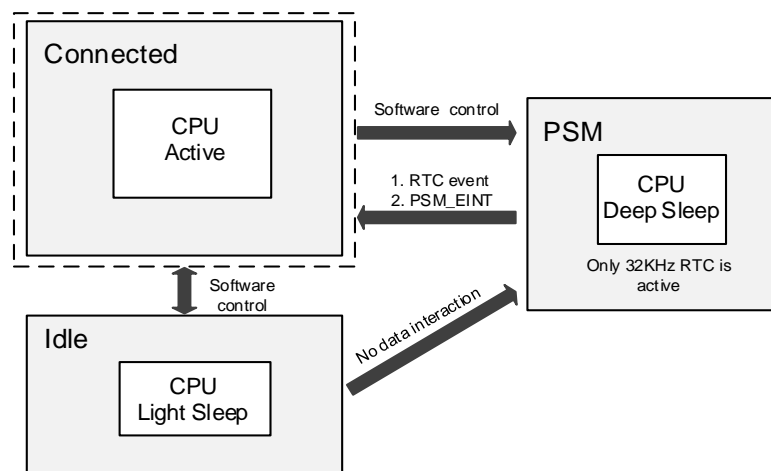 Connected
CPU
Active
Software control
1. RTC event
2. PSM_EINT
PSM
CPU
Deep Sleep
Only 32KHz RTC is
active
Software
control
No data interaction
Idle
CPU
Light Sleep